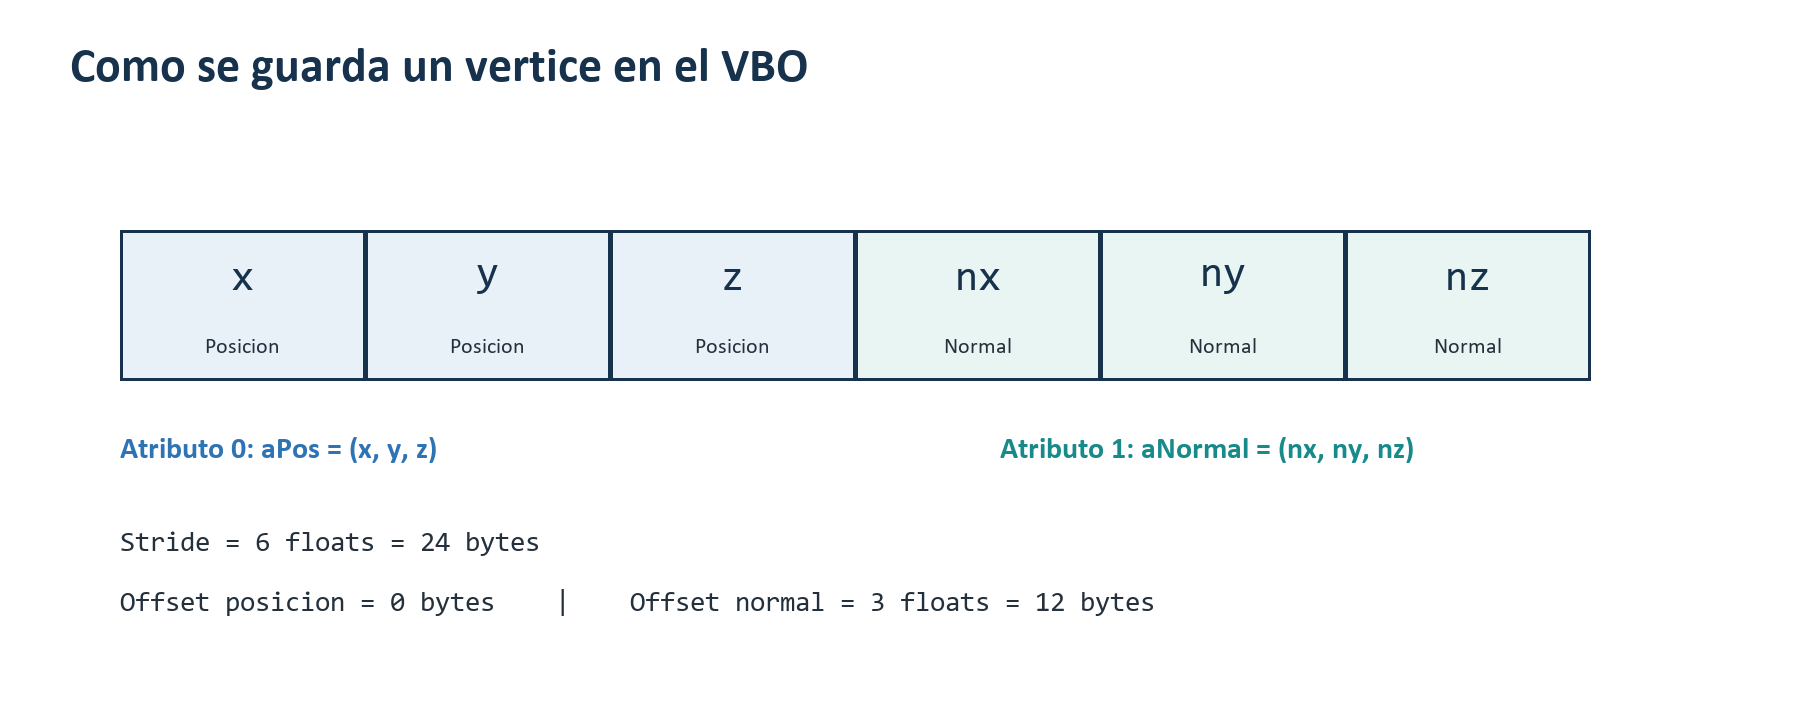 Como se guarda un vertice en el VBO
x y z nx ny nz
Posicion Posicion Posicion Normal Normal Normal
Atributo 0: aPos = (x, y, z) Atributo 1: aNormal = (nx, ny, nz)
Stride = 6 floats = 24 bytes
Offset posicion = 0 bytes | Offset normal = 3 floats = 12 bytes